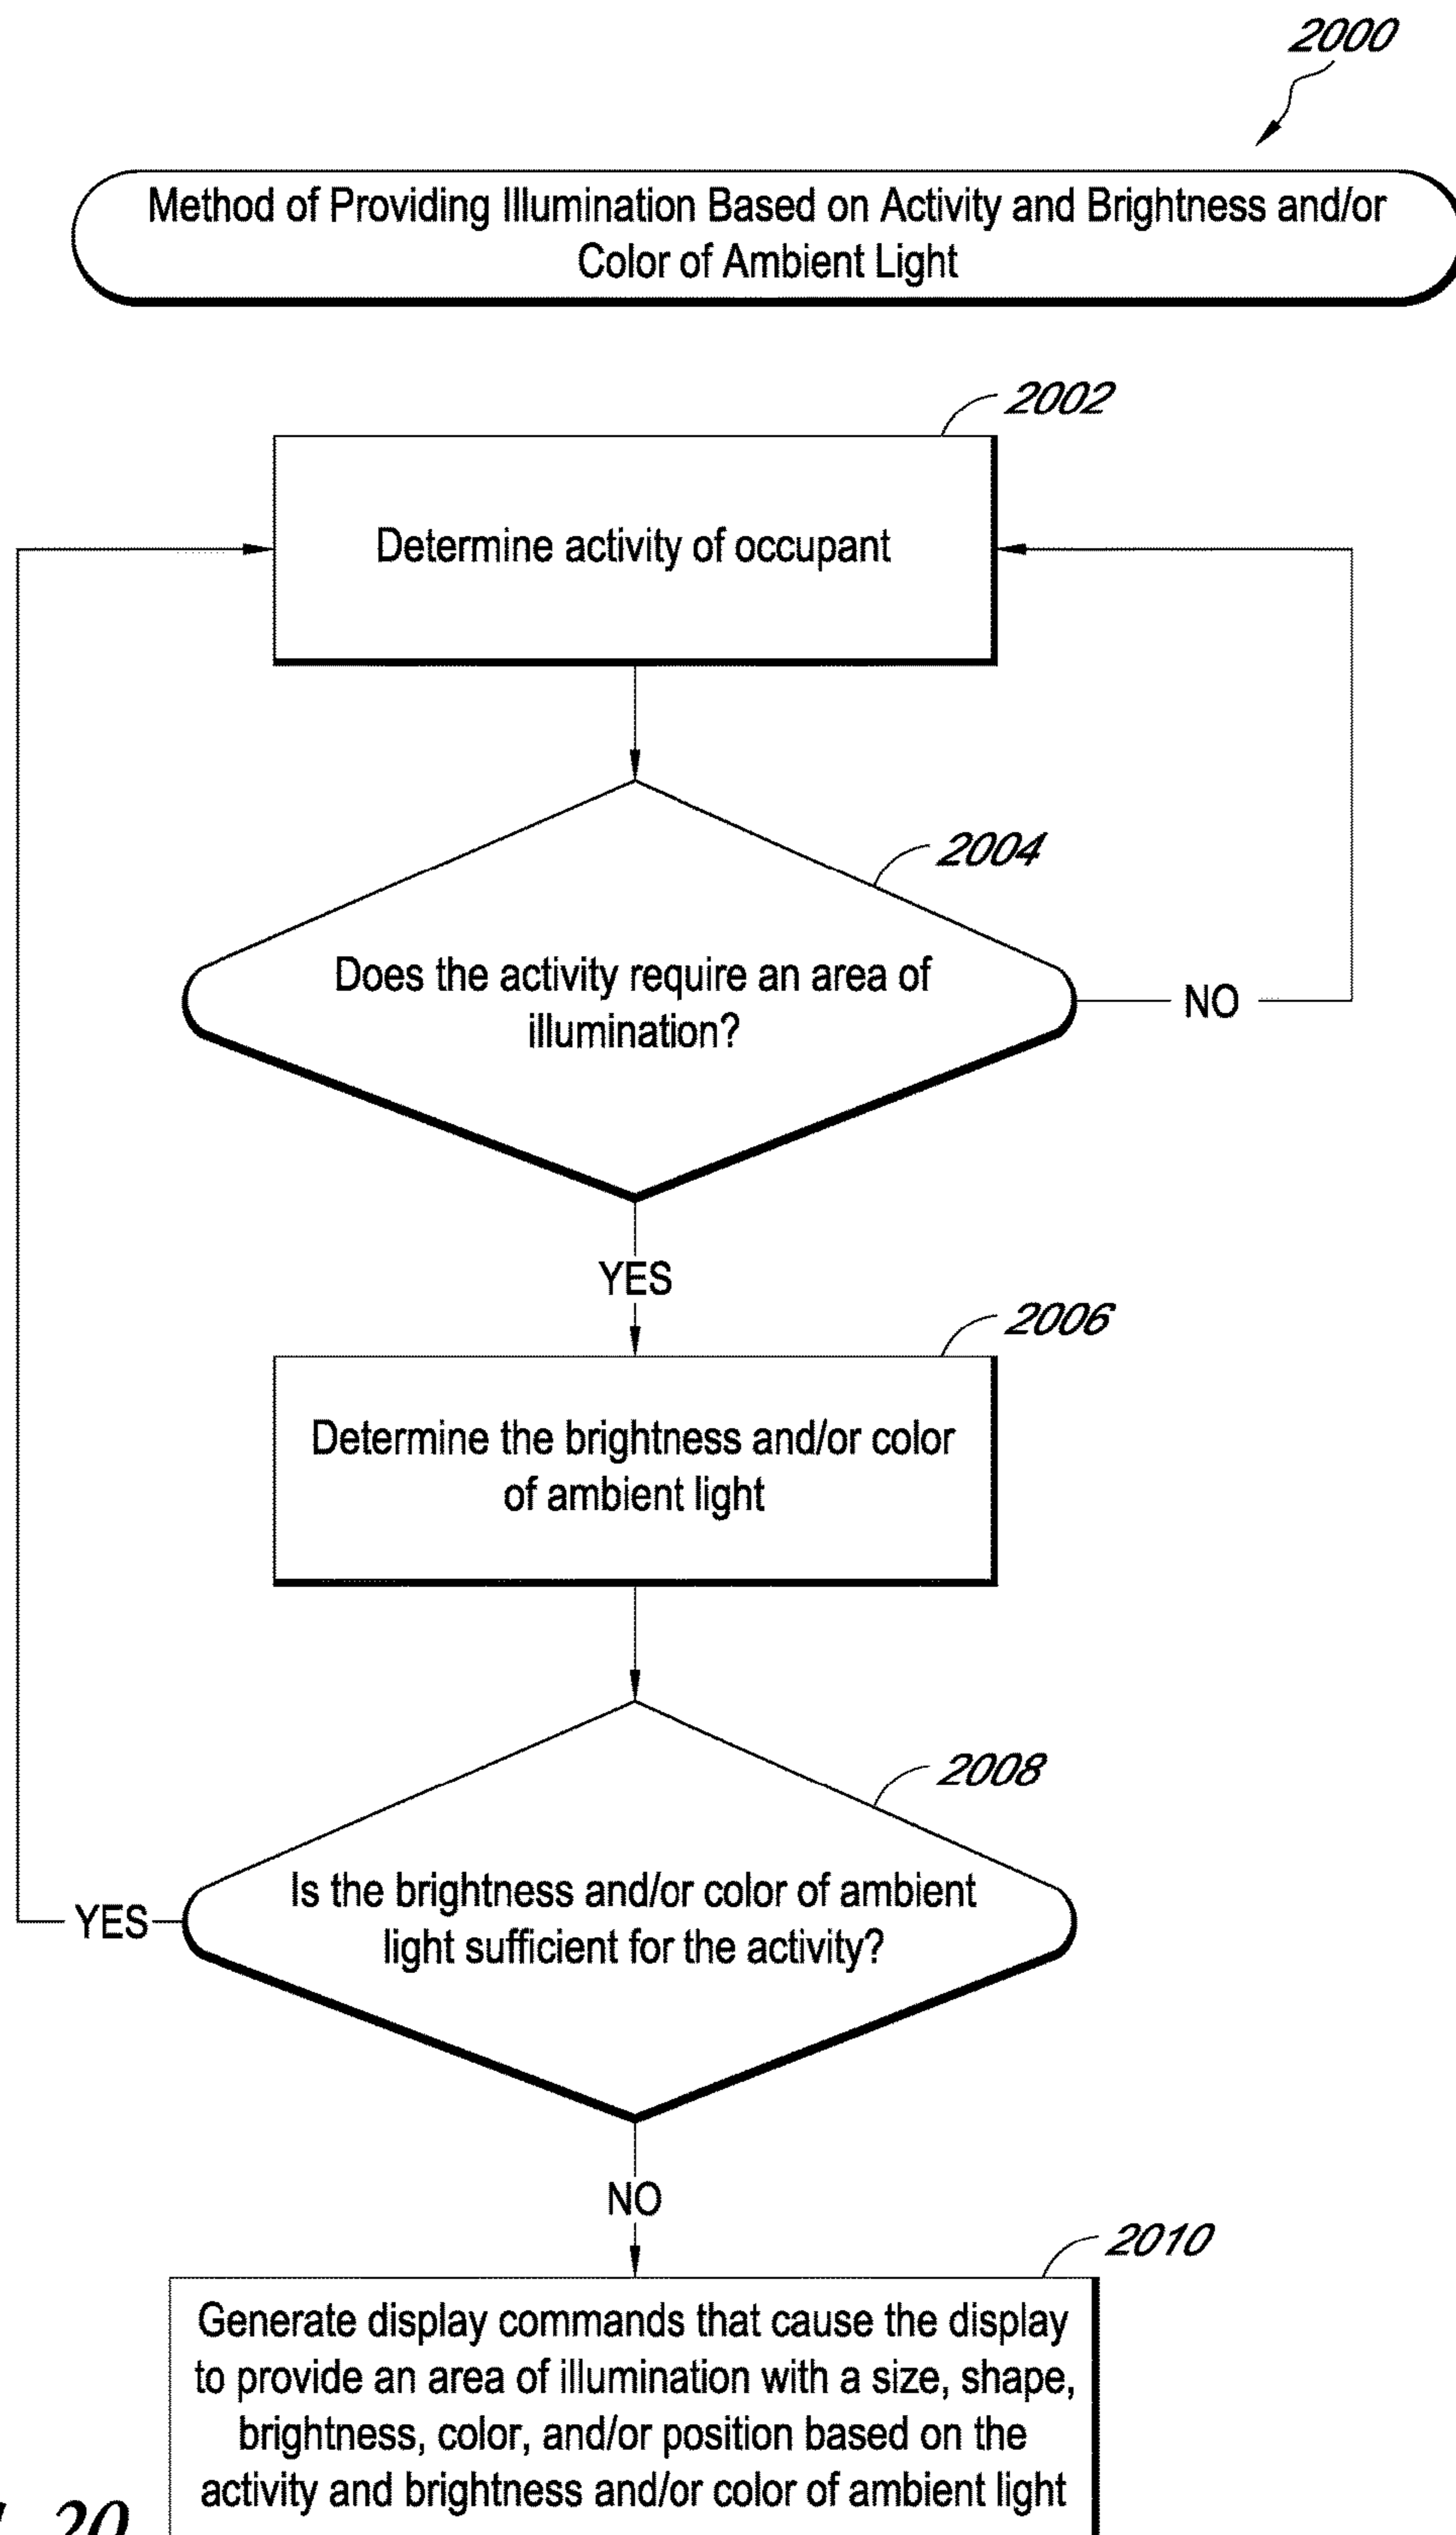 2000
Method of Providing Illumination Based on Activity and Brightness and/or
Color of Ambient Light
2002
Determine activity of occupant
2004
Does the activity require an area of
illumination?
NO
YES
2006
Determine the brightness and/or color
of ambient light
2008
Is the brightness and/or color of ambient
light sufficient for the activity?
YES
NO
2010
Generate display commands that cause the display
to provide an area of illumination with a size, shape,
brightness, color, and/or position based on the
activity and brightness and/or color of ambient light
20